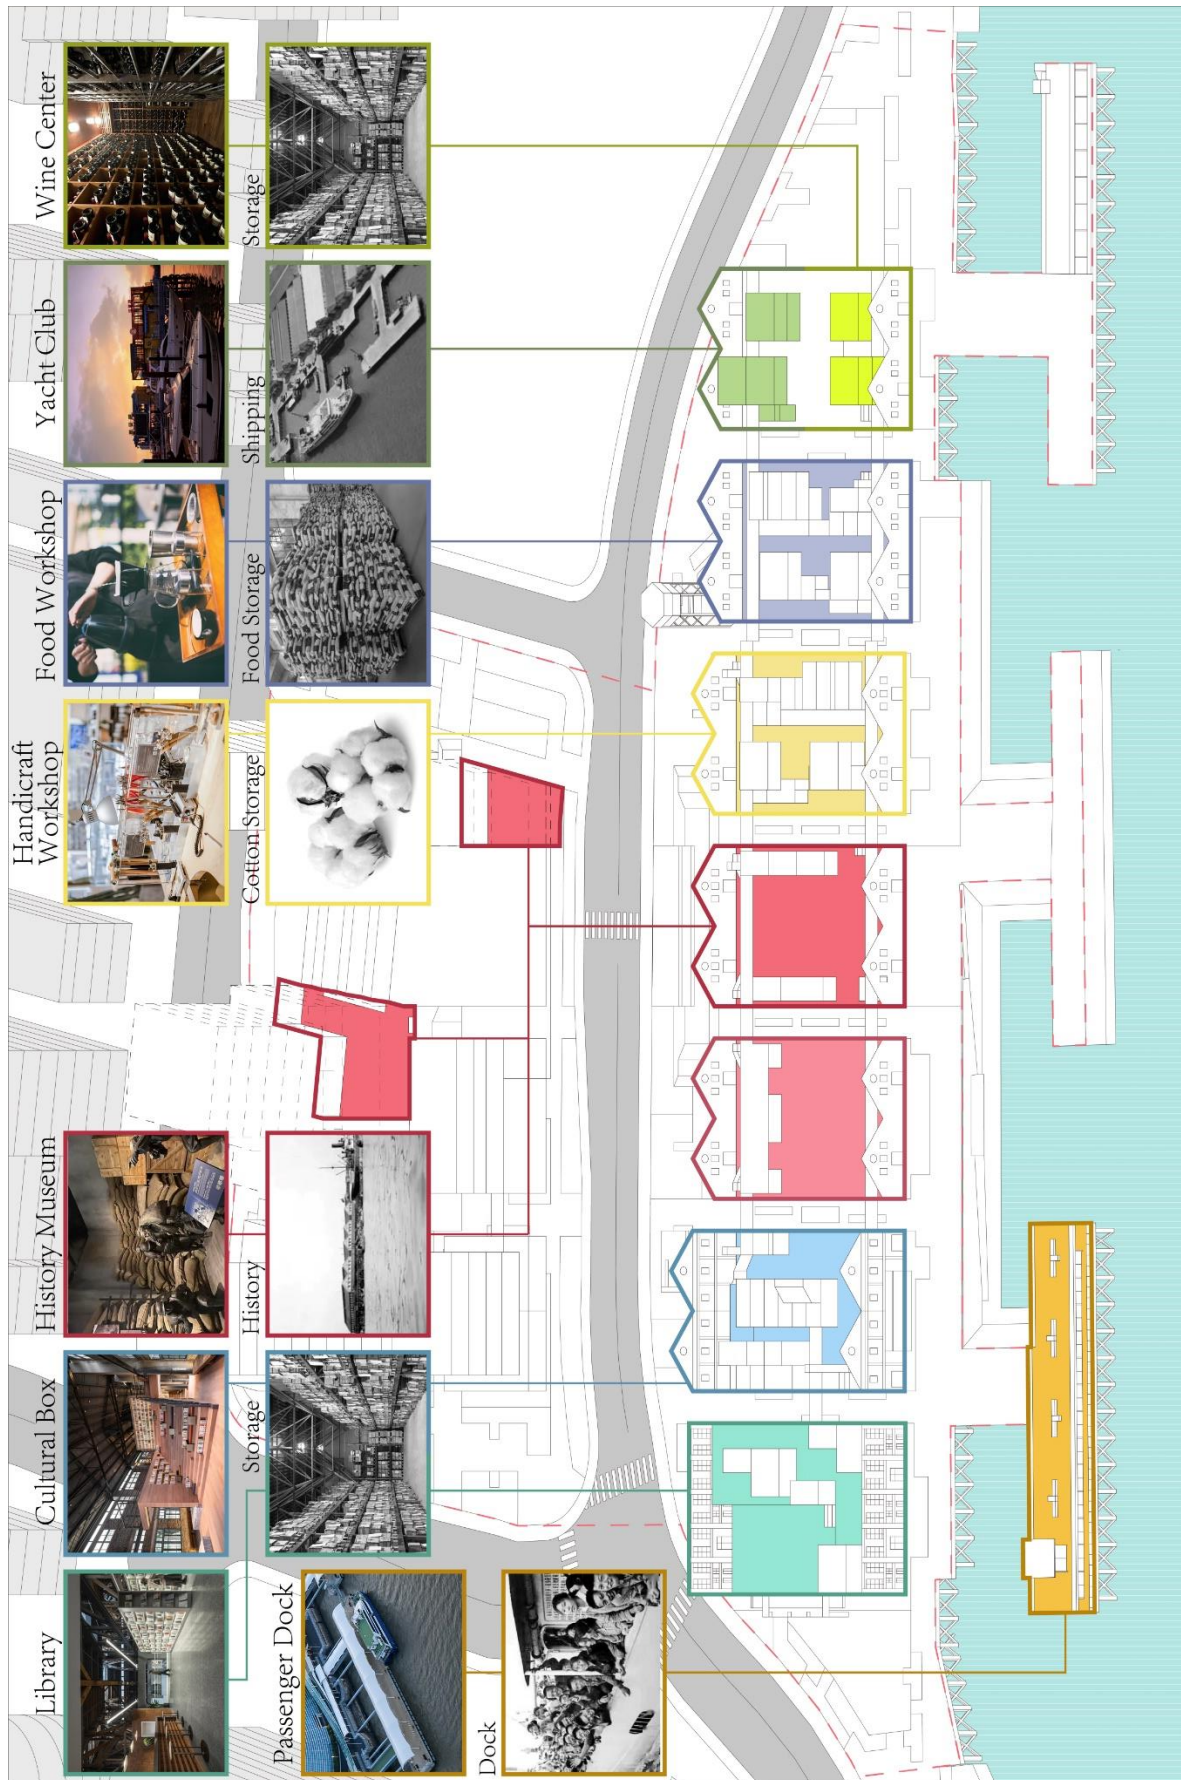 Library
Cultural Box
History Museum
Handicraft
Workshop
Food Workshop
Yacht Club
Wine Center
Passenger Dock
Storage
History
Cotton Storage
Food Storage
Shipping
Storage
Dock